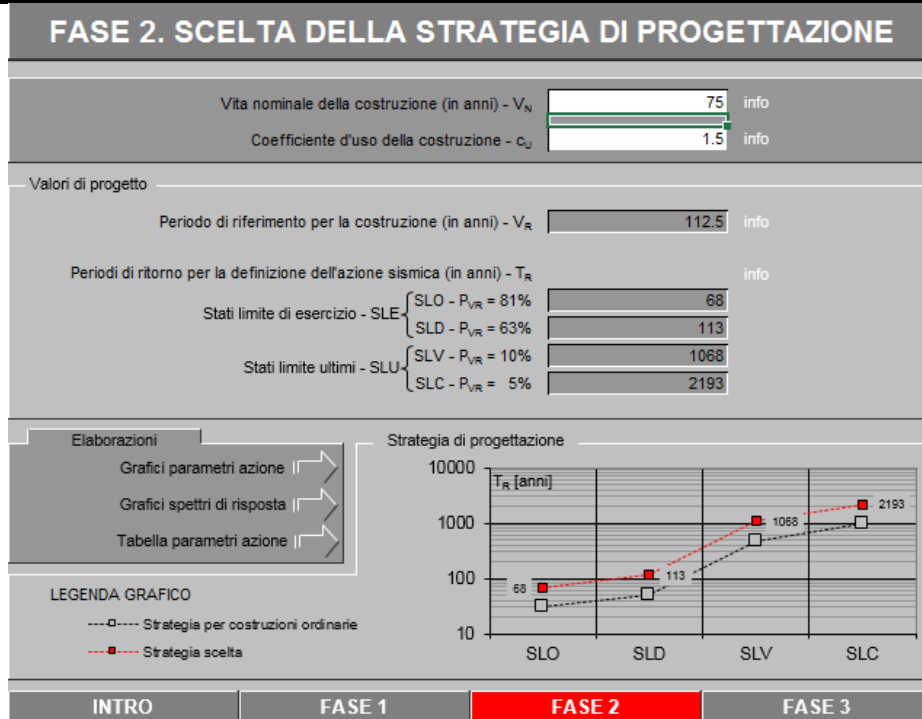 FASE 2. SCELTA DELLA STRATEGIA DI PROGETTAZIONE
Vita nominale della costruzione (in anni) - VN 75 info
Coefficiente d'uso della costruzione - cU 1.5 info
Valori di progetto
Periodo di riferimento per la costruzione (in anni) - VR 112.5 info
Periodi di ritorno per la definizione dell'azione sismica (in anni) - TR info
Stati limite di esercizio - SLE
SLO - PVR = 81% 68
SLD - PVR = 63% 113
Stati limite ultimi - SLU
SLV - PVR = 10% 1068
SLC - PVR = 5% 2193
Elaborazioni
Grafici parametri azione
Grafici spettri di risposta
Tabella parametri azione
LEGENDA GRAFICO
Strategia per costruzioni ordinarie
Strategia scelta
Strategia di progettazione
TR [anni]
10000
1000
100
10
68
113
1068
2193
SLO SLD SLV SLC
INTRO FASE 1 FASE 2 FASE 3